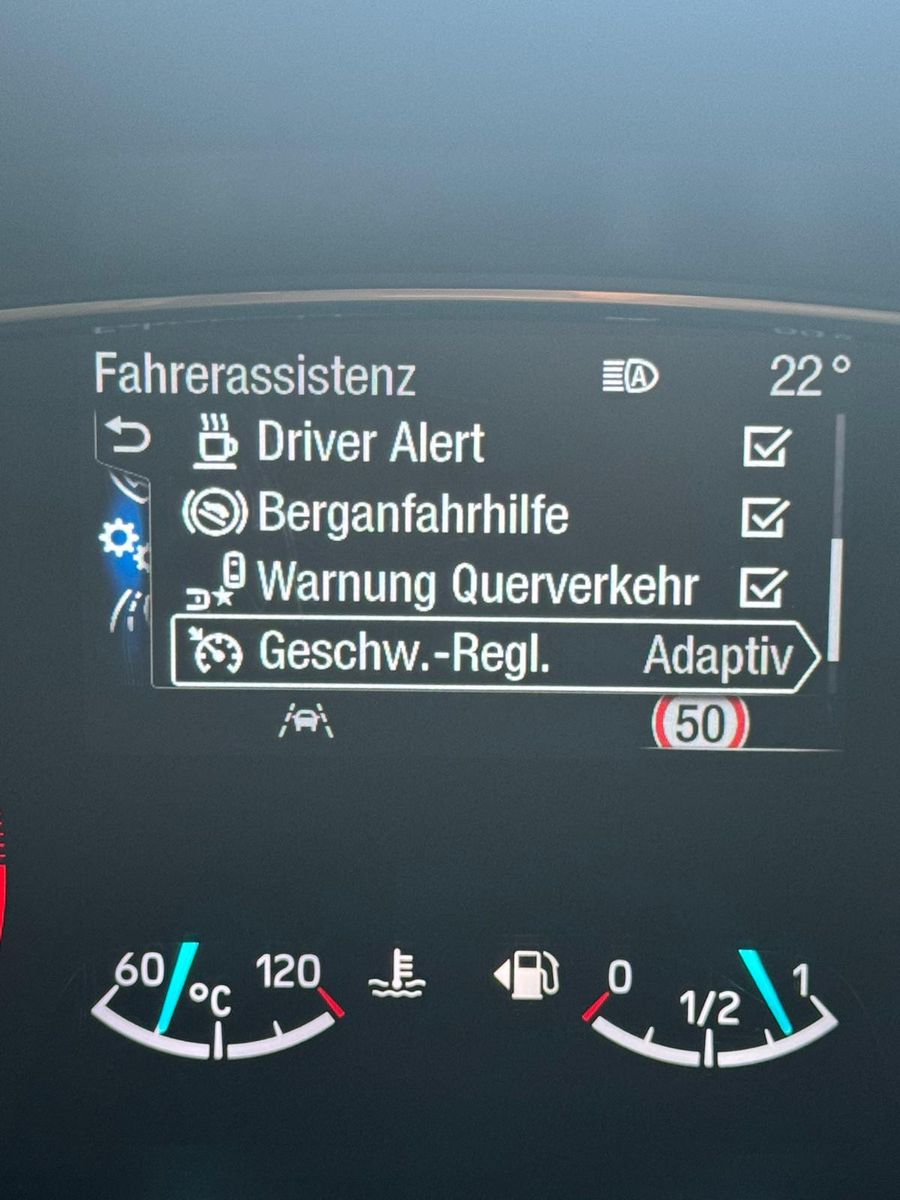 Fahrerassistenz A 22°
Driver Alert
Berganfahrhilfe
Warnung Querverkehr
Geschw.-Regl. Adaptiv
50
60 °C 120
0 1/2 1